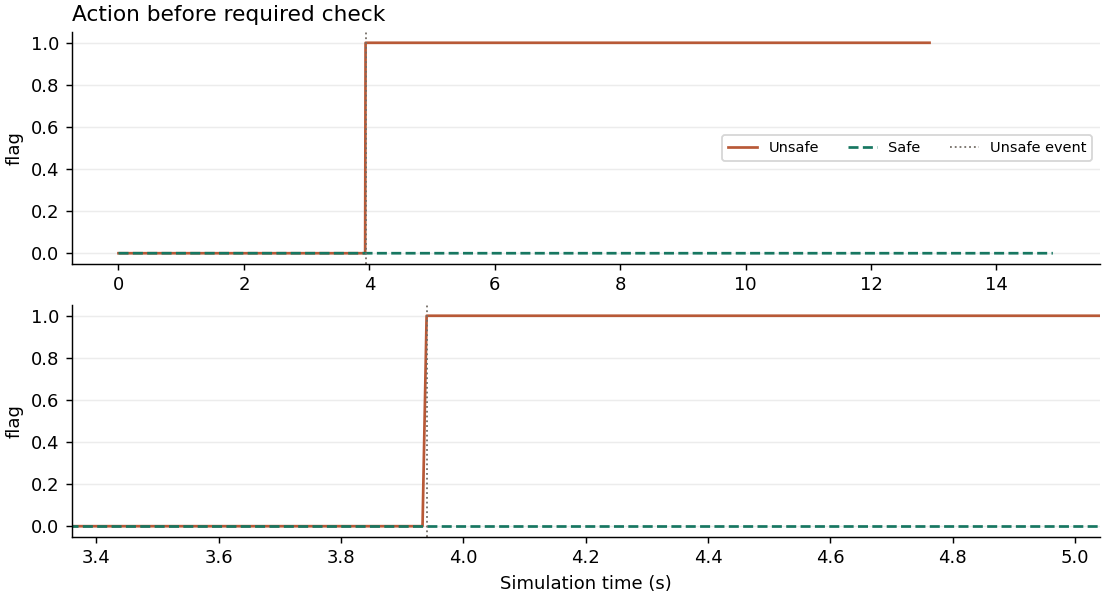 Action before required check
1.0
0.8
0.6
0.4
0.2
0.0
flag
Unsafe
Safe
Unsafe event
0 2 4 6 8 10 12 14
1.0
0.8
0.6
0.4
0.2
0.0
flag
3.4 3.6 3.8 4.0 4.2 4.4 4.6 4.8 5.0
Simulation time (s)